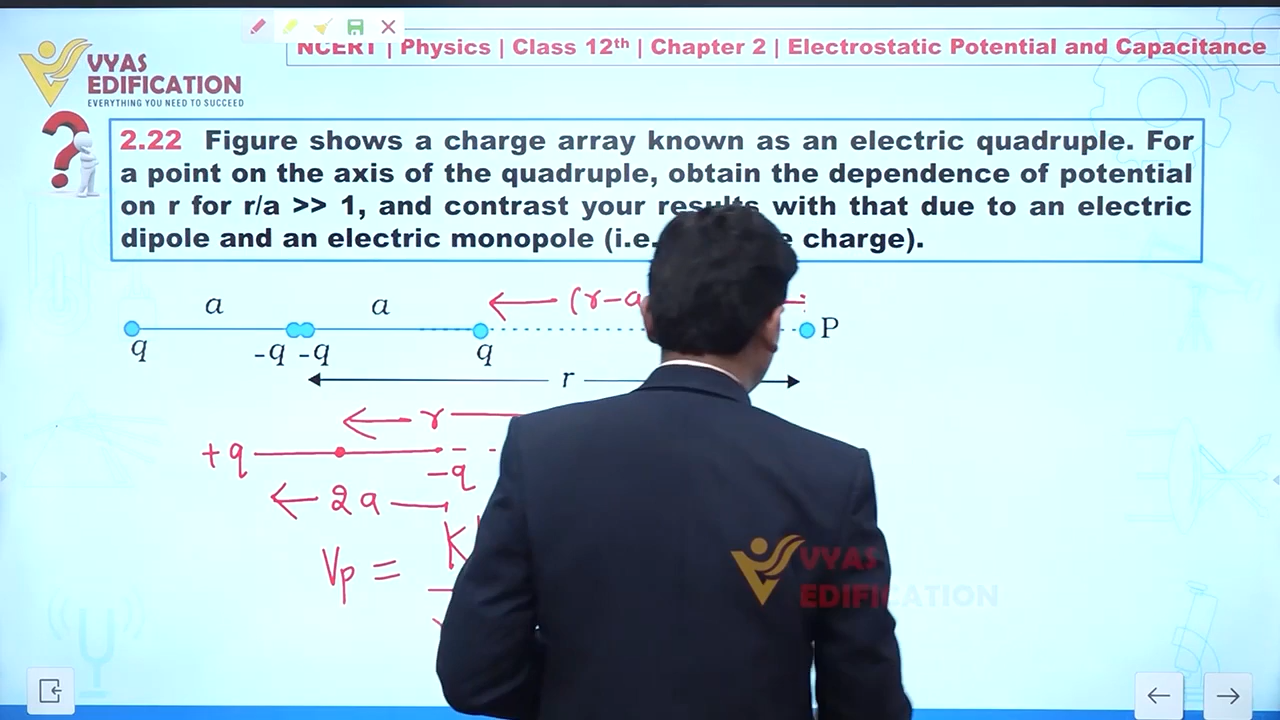 NCERT | Physics | Class 12th | Chapter 2 | Electrostatic Potential and Capacitance
VYAS
EDIFICATION
EVERYTHING YOU NEED TO SUCCEED
2.22 Figure shows a charge array known as an electric quadruple. For
a point on the axis of the quadruple, obtain the dependence of potential
on r for r/a >> 1, and contrast your results with that due to an electric
dipole and an electric monopole (i.e. charge).
a a (r-a
q -q -q q P
r
r
+q -q
2a
Vp = K
VYAS
EDIFICATION